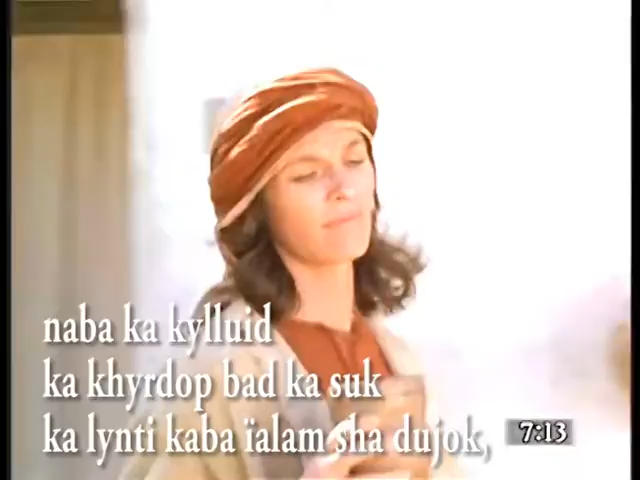 naba ka kylluid
ka khyrdop bad ka suk
ka lynti kaba ïalam sha dujok,
7:13